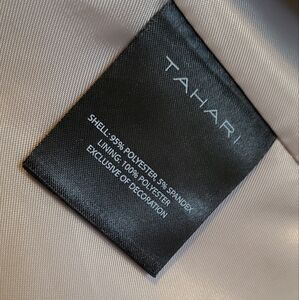 TAHARI
SHELL: 95% POLYESTER, 5% SPANDEX
LINING: 100% POLYESTER
EXCLUSIVE OF DECORATION